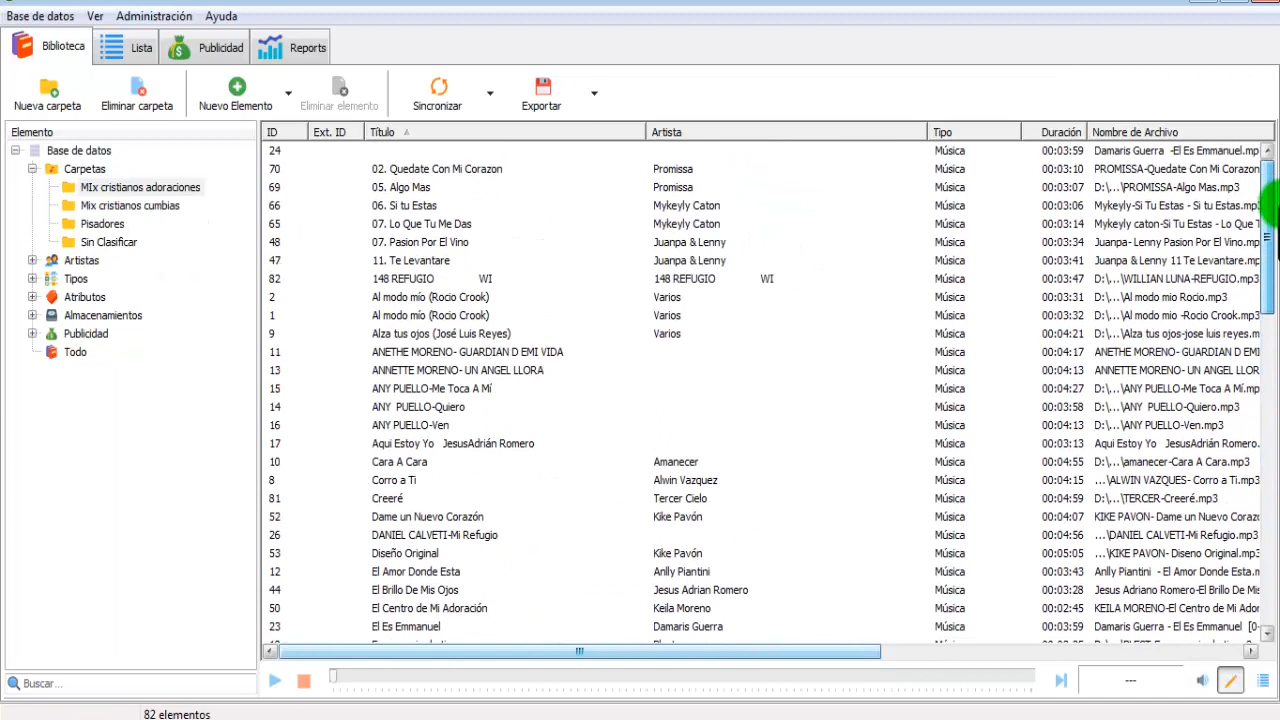 Base de datos Ver Administración Ayuda
Biblioteca Lista Publicidad Reports
Nueva carpeta Eliminar carpeta Nuevo Elemento Eliminar elemento Sincronizar Exportar
Elemento
Base de datos
Carpetas
MIx cristianos adoraciones
Mix cristianos cumbias
Pisadores
Sin Clasificar
Artistas
Tipos
Atributos
Almacenamientos
Publicidad
Todo
ID Ext. ID Título Artista Tipo Duración Nombre de Archivo
24 Música 00:03:59 Damaris Guerra -El Es Emmanuel.mp
70 02. Quedate Con Mi Corazon Promissa Música 00:03:10 PROMISSA-Quedate Con Mi Corazon
69 05. Algo Mas Promissa Música 00:03:07 D:\...\PROMISSA-Algo Mas.mp3
66 06. Si tu Estas Mykeyly Caton Música 00:03:06 Mykeyly-Si Tu Estas - Si tu Estas.mp
65 07. Lo Que Tu Me Das Mykeyly Caton Música 00:03:14 Mykeyly caton-Si Tu Estas - Lo Que
48 07. Pasion Por El Vino Juanpa & Lenny Música 00:03:34 Juanpa- Lenny Pasion Por El Vino.mp
47 11. Te Levantare Juanpa & Lenny Música 00:03:41 Juanpa & Lenny 11 Te Levantare.mp
82 148 REFUGIO WI 148 REFUGIO WI Música 00:03:47 D:\...\WILLIAN LUNA-REFUGIO.mp3
2 Al modo mío (Rocio Crook) Varios Música 00:03:31 D:\...\Al modo mio Rocio.mp3
1 Al modo mío (Rocio Crook) Varios Música 00:03:32 D:\...\Al modo mio -Rocio Crook.mp3
9 Alza tus ojos (José Luis Reyes) Varios Música 00:04:21 D:\...\Alza tus ojos-jose luis reyes.m
11 ANETHE MORENO- GUARDIAN D EMI VIDA Música 00:04:17 ANETHE MORENO- GUARDIAN D EMI
13 ANNETTE MORENO- UN ANGEL LLORA Música 00:04:13 ANNETTE MORENO- UN ANGEL LLOR
15 ANY PUELLO-Me Toca A Mí Música 00:04:27 D:\...\ANY PUELLO-Me Toca A Mí.mp
14 ANY PUELLO-Quiero Música 00:03:58 D:\...\ANY PUELLO-Quiero.mp3
16 ANY PUELLO-Ven Música 00:04:25 D:\...\ANY PUELLO-Ven.mp3
17 Aqui Estoy Yo JesusAdrián Romero Música 00:03:13 Aqui Estoy Yo JesusAdrián Romero.
10 Cara A Cara Amanecer Música 00:04:55 D:\...\amanecer-Cara A Cara.mp3
8 Corro a Ti Alwin Vazquez Música 00:04:56 ...\ALWIN VAZQUES- Corro a Ti.mp3
81 Creeré Tercer Cielo Música 00:04:59 D:\...\TERCER-Creeré.mp3
52 Dame un Nuevo Corazón Kike Pavón Música 00:04:13 KIKE PAVON- Dame un Nuevo Coraz
26 DANIEL CALVETI-Mi Refugio Música 00:04:56 ...\DANIEL CALVETI-Mi Refugio.mp3
53 Diseño Original Kike Pavón Música 00:05:05 ...\KIKE PAVON- Diseno Original.mp3
12 El Amor Donde Esta Anlly Piantini Música 00:03:43 Anlly Piantini - El Amor Donde Esta.m
44 El Brillo De Mis Ojos Jesus Adrian Romero Música 00:03:28 Jesus Adriano Romero-El Brillo De Mis
50 El Centro de Mi Adoración Keila Moreno Música 00:02:45 KEILA MORENO-El Centro de Mi Ador
23 El Es Emmanuel Damaris Guerra Música 00:04:00 Damaris Guerra - El Es Emmanuel [0-
Buscar... ---
82 elementos